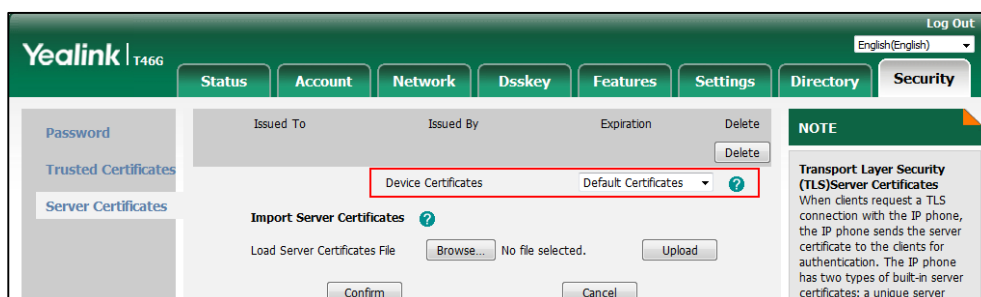 Log Out
Yealink T46G
English(English)
Status Account Network Dsskey Features Settings Directory Security
Password
Trusted Certificates
Server Certificates
Issued To Issued By Expiration Delete
Delete
Device Certificates Default Certificates ?
Import Server Certificates ?
Load Server Certificates File Browse... No file selected. Upload
Confirm Cancel
NOTE
Transport Layer Security
(TLS)Server Certificates
When clients request a TLS
connection with the IP phone,
the IP phone sends the server
certificate to the clients for
authentication. The IP phone
has two types of built-in server
certificates: a unique server